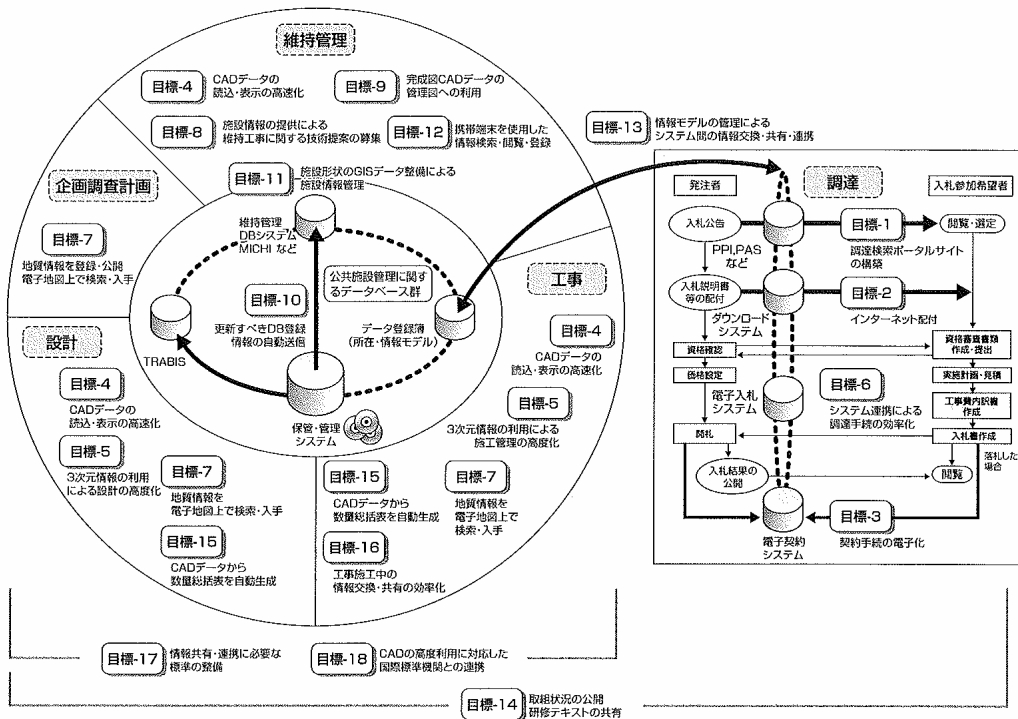 維持管理
目標-4
CADデータの
読込・表示の高速化
目標-9
完成図CADデータの
管理図への利用
目標-8
施設情報の提供による
維持工事に関する技術提案の募集
目標-12
携帯端末を使用した
情報検索・閲覧・登録
目標-11
施設形状のGISデータ整備による
施設情報管理
企画調査計画
目標-7
地質情報を登録・公開
電子地図上で検索・入手
維持管理
DBシステム
MICHI など
公共施設管理に関す
るデータベース群
目標-10
更新すべきDB登録
情報の自動送信
データ登録簿
(所在・情報モデル)
TRABIS
保管・管理
システム
設計
目標-4
CADデータの
読込・表示の高速化
目標-5
3次元情報の利用
による設計の高度化
目標-7
地質情報を
電子地図上で検索・入手
目標-15
CADデータから
数量総括表を自動生成
工事
目標-4
CADデータの
読込・表示の高速化
目標-5
3次元情報の利用による
施工管理の高度化
目標-15
CADデータから
数量総括表を自動生成
目標-7
地質情報を
電子地図上で
検索・入手
目標-16
工事施工中の
情報交換・共有の効率化
目標-13
情報モデルの管理による
システム間の情報交換・共有・連携
調達
発注者
入札参加希望者
入札公告
目標-1
閲覧・選定
PPI,PAS
など
調達検索ポータルサイト
の構築
入札説明書
等の配付
目標-2
インターネット配付
ダウンロード
システム
資格確認
資格審査書類
作成・提出
価格設定
実施計画・見積
電子入札
システム
目標-6
システム連携による
調達手続の効率化
工事費内訳書
作成
開札
入札書作成
入札結果の
公開
閲覧
落札した
場合
目標-3
契約手続の電子化
電子契約
システム
目標-17
情報共有・連携に必要な
標準の整備
目標-18
CADの高度利用に対応した
国際標準機関との連携
目標-14
取組状況の公開
研修テキストの共有